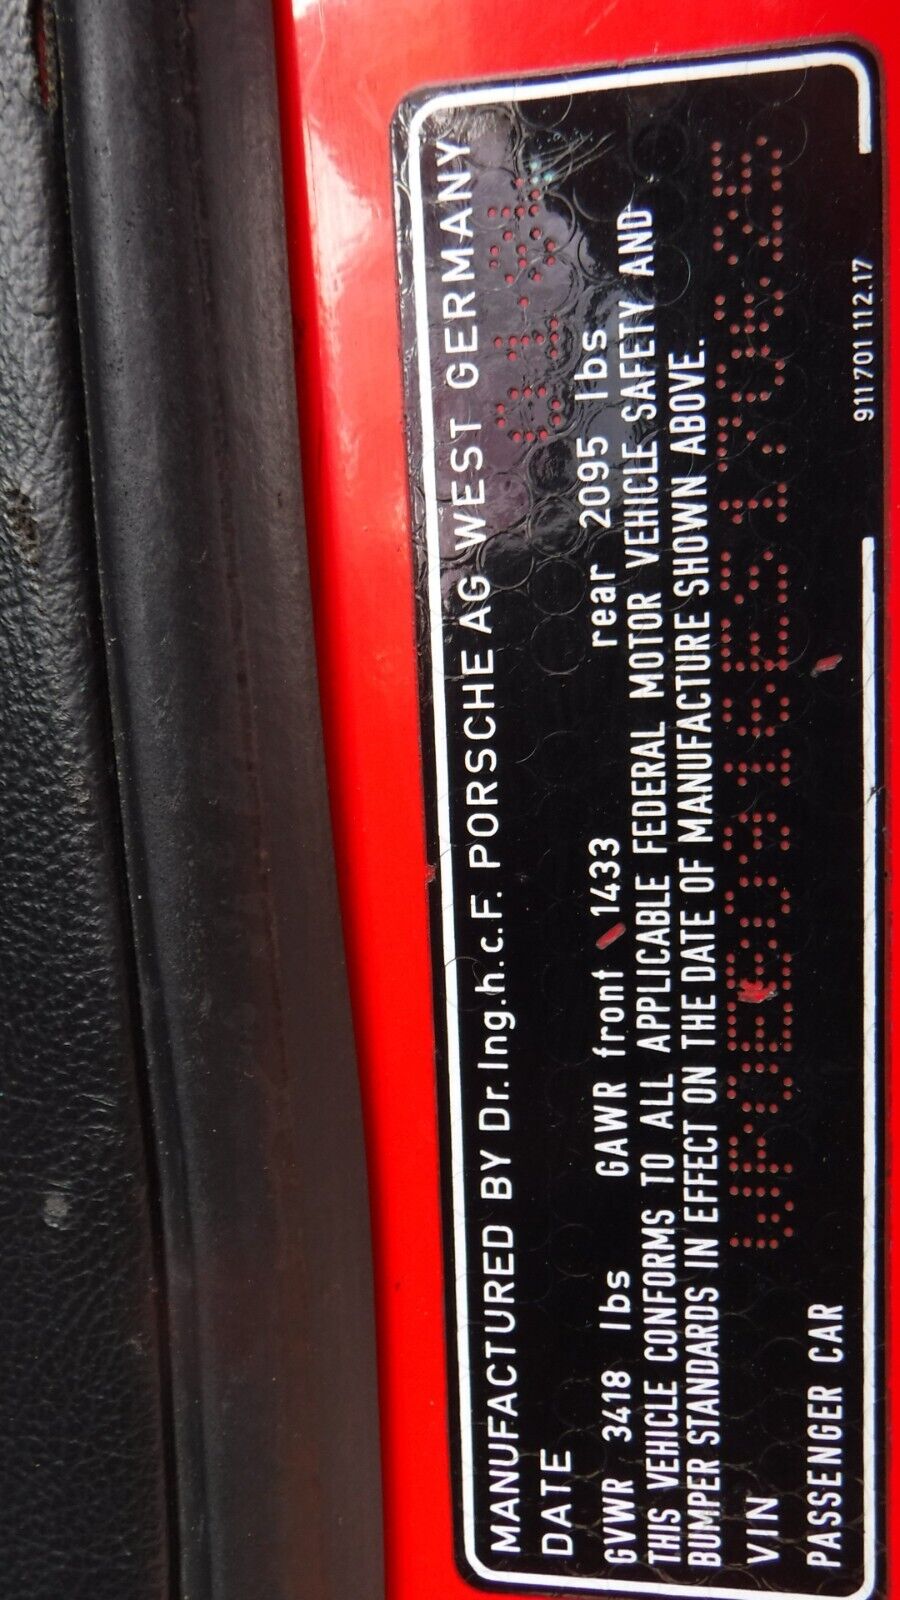 MANUFACTURED BY Dr.Ing.h.c.F. PORSCHE AG WEST GERMANY
DATE
GVWR 3418 lbs GAWR front 1433 rear 2095 lbs
THIS VEHICLE CONFORMS TO ALL APPLICABLE FEDERAL MOTOR VEHICLE SAFETY AND
BUMPER STANDARDS IN EFFECT ON THE DATE OF MANUFACTURE SHOWN ABOVE.
VIN
PASSENGER CAR
911 701 112.17